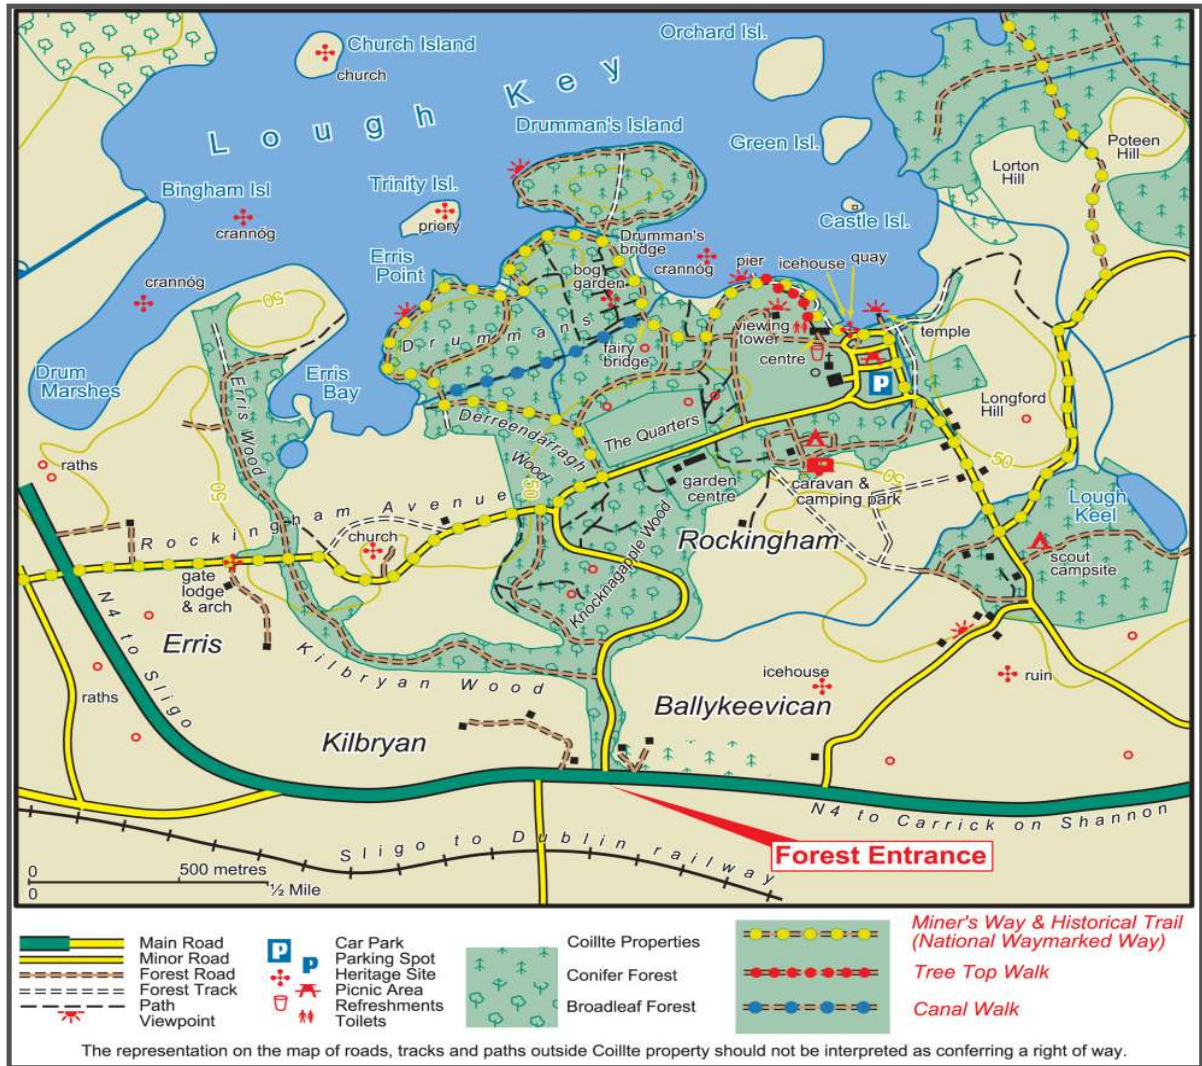 Church Island
church
Orchard Isl.
Lough Key
Drumman's Island
Green Isl.
Poteen
Hill
Lorton
Hill
Bingham Isl
crannóg
Trinity Isl.
priory
Castle Isl.
Erris
Point
Drumman's
bridge
crannóg
pier
icehouse
quay
bog
garden
crannóg
50
Drummans
viewing
tower
temple
fairy
bridge
centre
P
Drum
Marshes
Erris
Bay
Erris Wood
Longford
Hill
Derreendarragh
Wood
The Quarters
50
50
50
50
raths
garden
centre
caravan &
camping park
Lough
Keel
Rockingham Avenue
church
Knocknagapple Wood
Rockingham
scout
campsite
gate
lodge
& arch
N4 to Sligo
Erris
Kilbryan Wood
icehouse
ruin
raths
Ballykeevican
Kilbryan
N4 to Carrick on Shannon
Sligo to Dublin railway
Forest Entrance
0
500 metres
0
½ Mile
Main Road
Minor Road
Forest Road
Forest Track
Path
Viewpoint
P
P
Car Park
Parking Spot
Heritage Site
Picnic Area
Refreshments
Toilets
Coillte Properties
Conifer Forest
Broadleaf Forest
Miner's Way & Historical Trail
(National Waymarked Way)
Tree Top Walk
Canal Walk
The representation on the map of roads, tracks and paths outside Coillte property should not be interpreted as conferring a right of way.